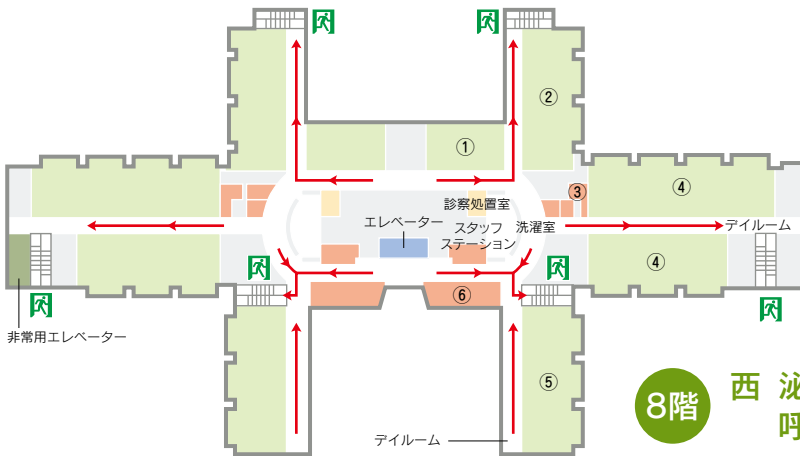 ②
①
診察処置室
③
④
エレベーター
スタッフ
ステーション
洗濯室
デイルーム
④
⑥
非常用エレベーター
⑤
デイルーム
8階
西 泌
呼